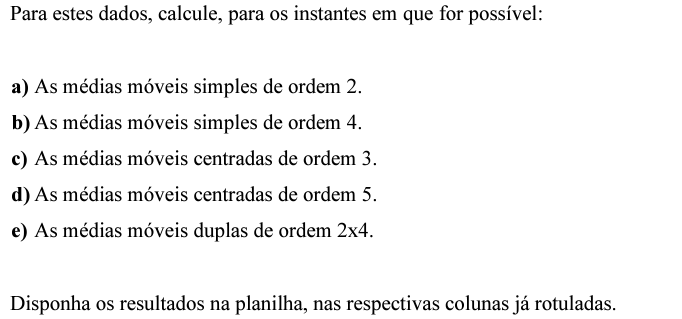 Para estes dados, calcule, para os instantes em que for possível:
a) As médias móveis simples de ordem 2.
b) As médias móveis simples de ordem 4.
c) As médias móveis centradas de ordem 3.
d) As médias móveis centradas de ordem 5.
e) As médias móveis duplas de ordem 2x4.
Disponha os resultados na planilha, nas respectivas colunas já rotuladas.